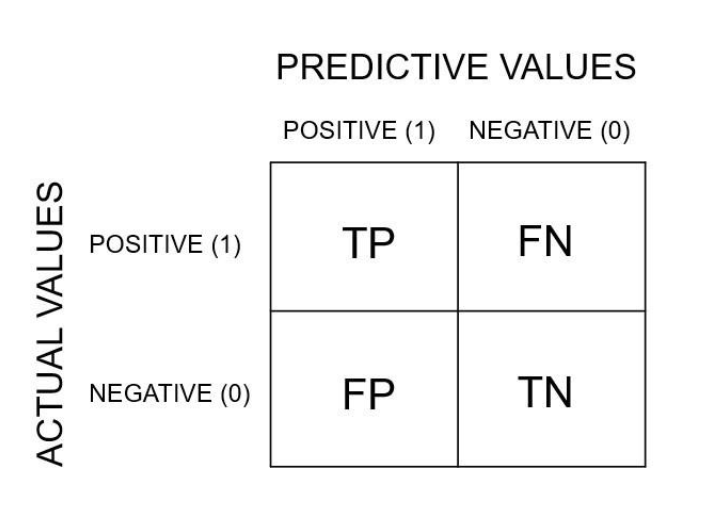 PREDICTIVE VALUES
POSITIVE (1) NEGATIVE (0)
ACTUAL VALUES
POSITIVE (1) TP FN
NEGATIVE (0) FP TN